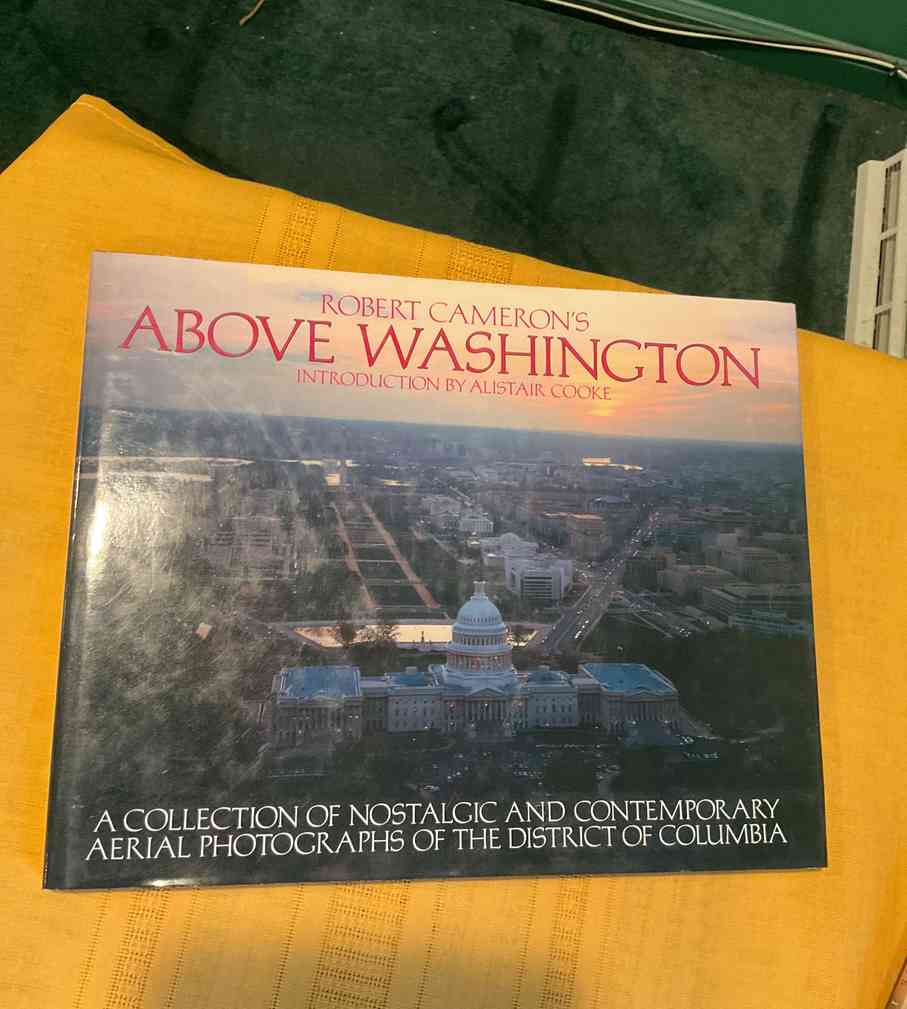 ROBERT CAMERON'S
ABOVE WASHINGTON
INTRODUCTION BY ALISTAIR COOKE
A COLLECTION OF NOSTALGIC AND CONTEMPORARY
AERIAL PHOTOGRAPHS OF THE DISTRICT OF COLUMBIA